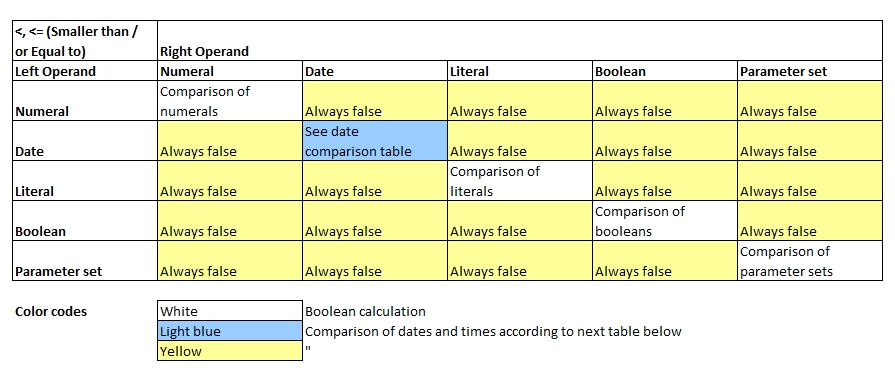 <, <= (Smaller than /
or Equal to) Right Operand
Left Operand Numeral Date Literal Boolean Parameter set
Comparison of
Numeral numerals Always false Always false Always false Always false
See date
Date Always false comparison table Always false Always false Always false
Comparison of
Literal Always false Always false literals Always false Always false
Comparison of
Boolean Always false Always false Always false booleans Always false
Comparison of
Parameter set Always false Always false Always false Always false parameter sets
Color codes White Boolean calculation
Light blue Comparison of dates and times according to next table below
Yellow "